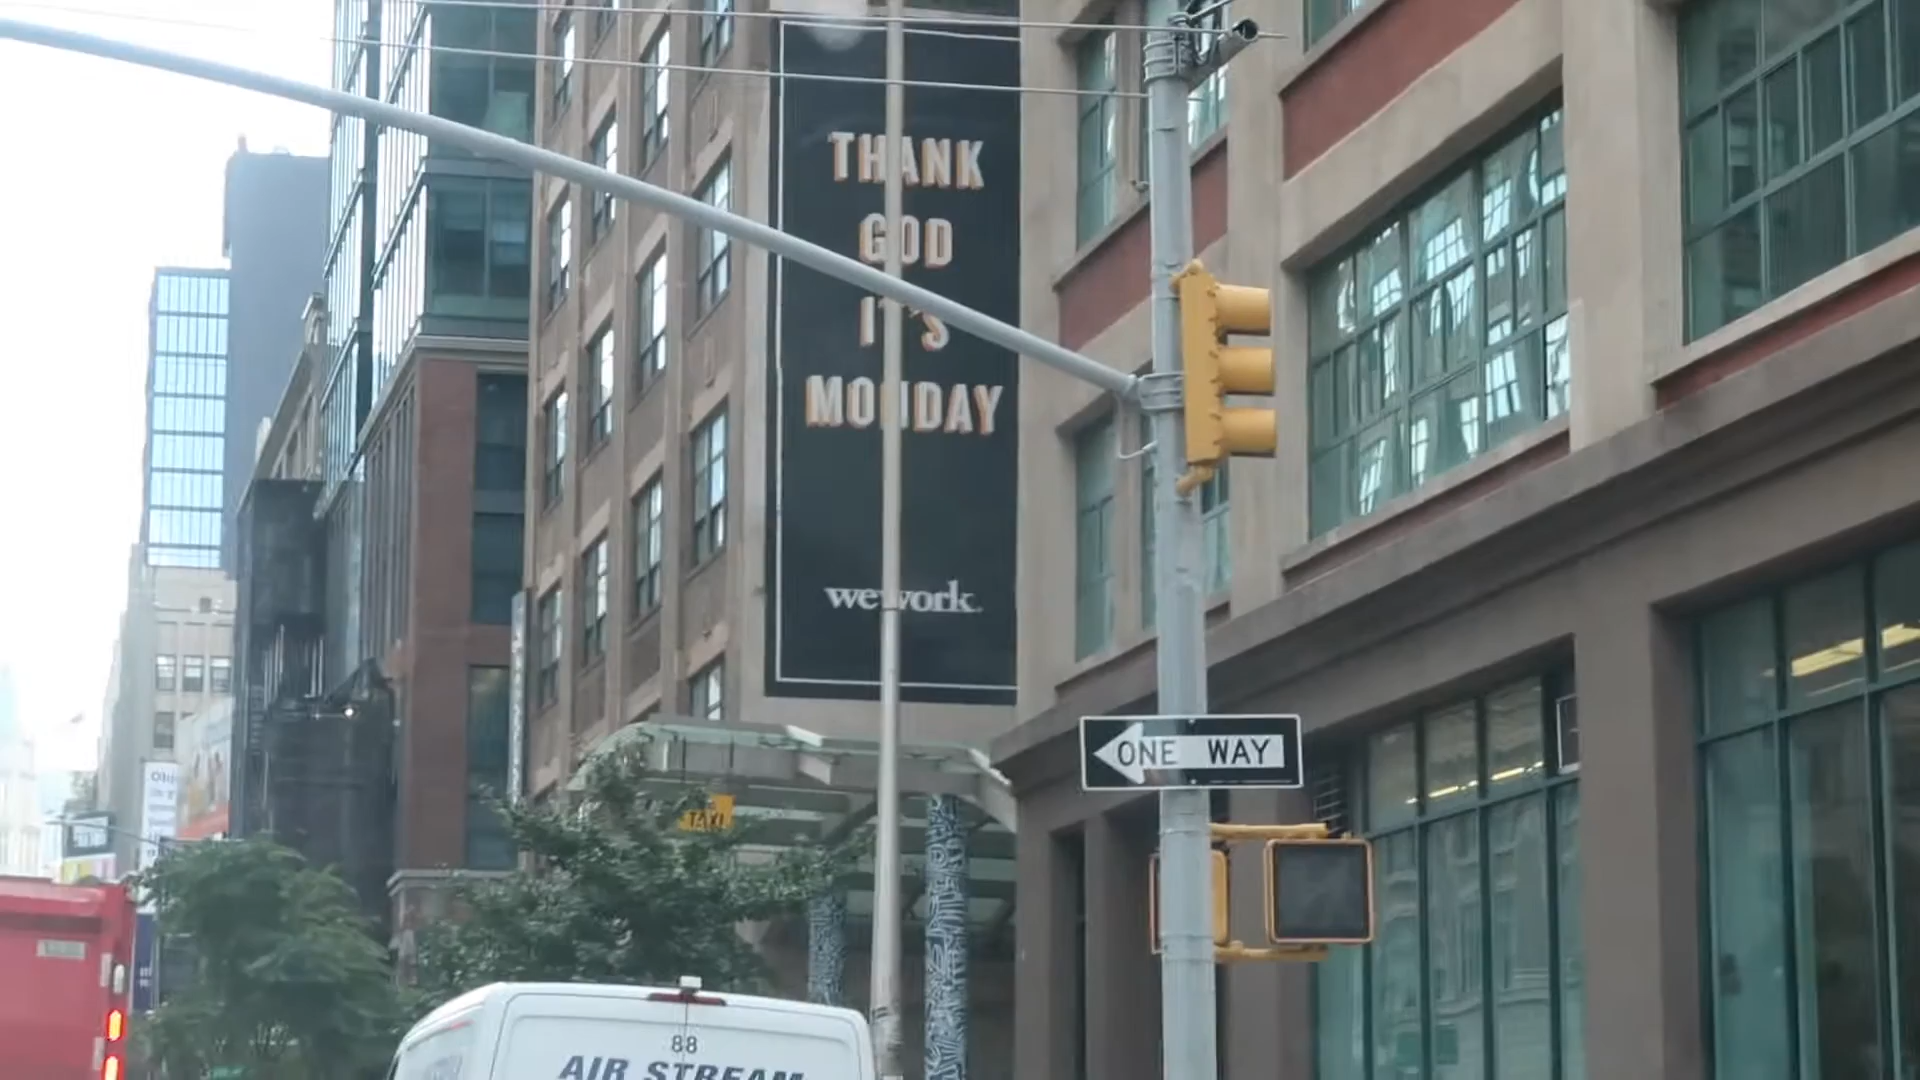 THANK
GOD
IT'S
MONDAY
wework.
ONE WAY
TAXI
88
AIR STREAM